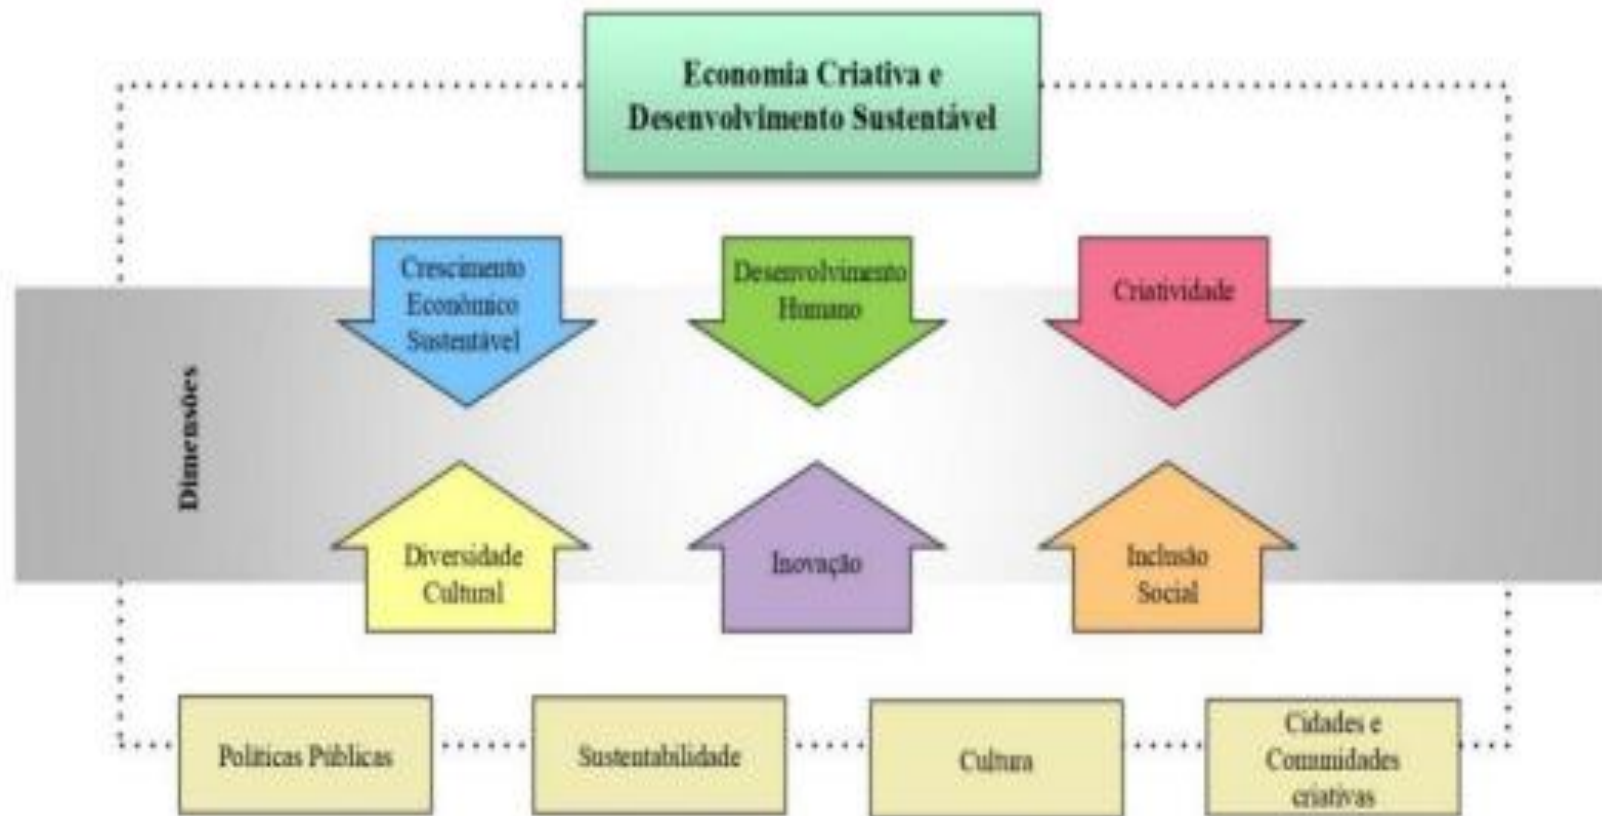 Economia Criativa e
Desenvolvimento Sustentável
Crescimento
Econômico
Sustentável
Desenvolvimento
Humano
Criatividade
Dimensões
Diversidade
Cultural
Inovação
Inclusão
Social
Políticas Públicas
Sustentabilidade
Cultura
Cidades e
Comunidades
criativas